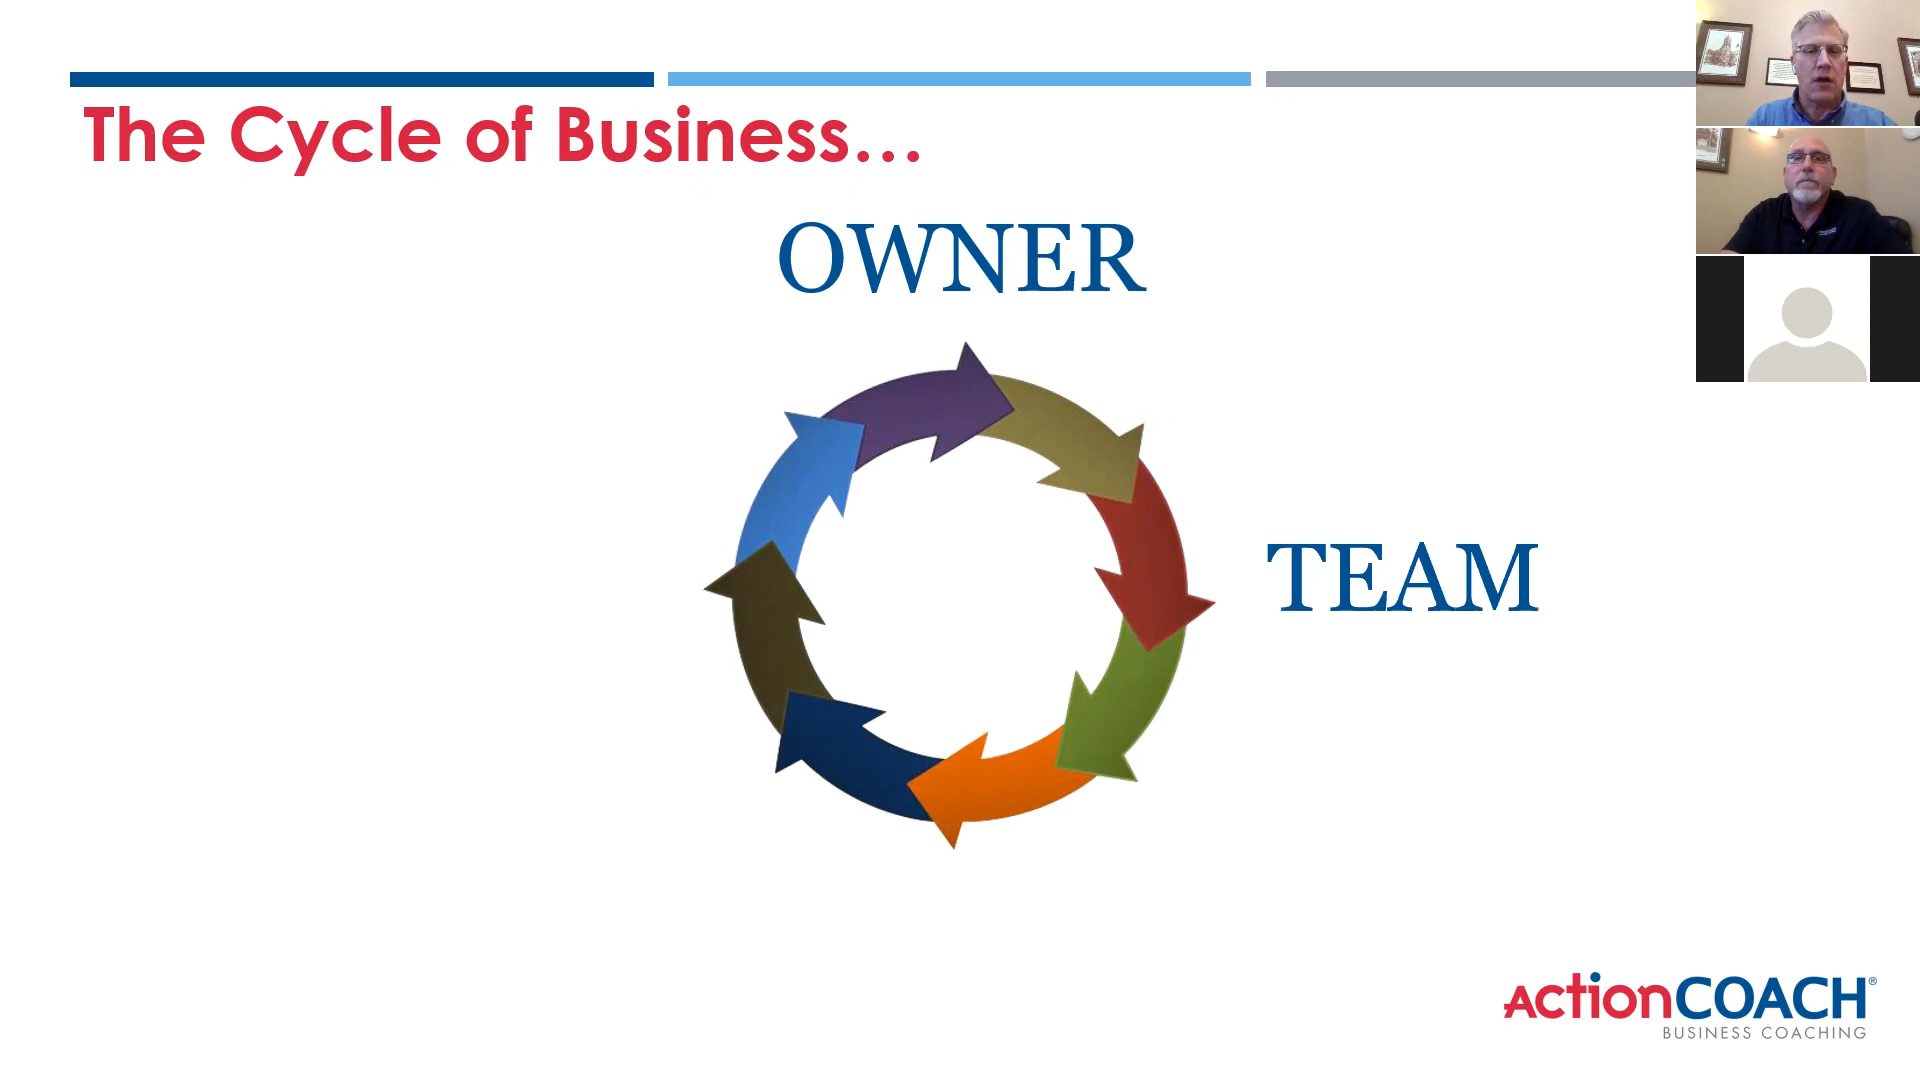 The Cycle of Business...
OWNER
TEAM
ActionCOACH®
BUSINESS COACHING